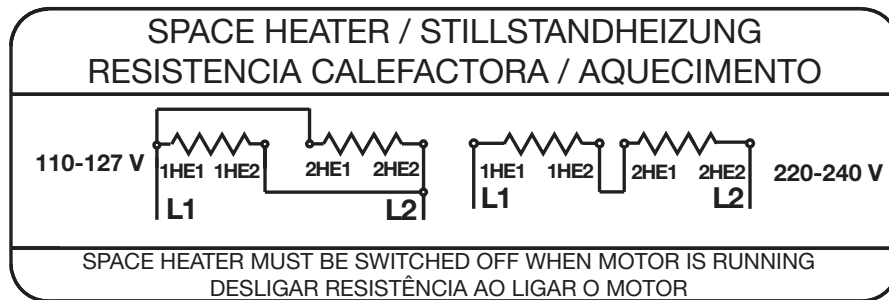 SPACE HEATER / STILLSTANDHEIZUNG
RESISTENCIA CALEFACTORA / AQUECIMENTO
110-127 V
1HE1 1HE2 2HE1 2HE2
L1 L2
1HE1 1HE2 2HE1 2HE2
L1 L2
220-240 V
SPACE HEATER MUST BE SWITCHED OFF WHEN MOTOR IS RUNNING
DESLIGAR RESISTÊNCIA AO LIGAR O MOTOR